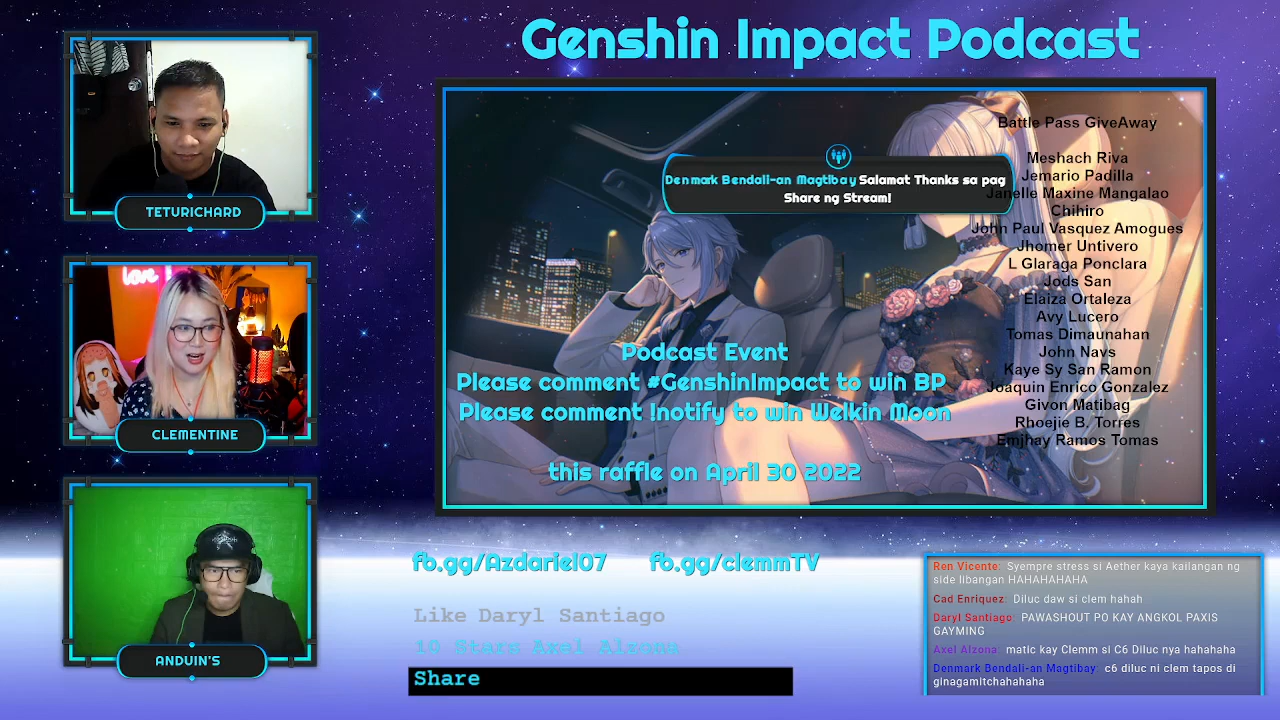 Genshin Impact Podcast
love
TETURICHARD
CLEMENTINE
ANDUIN'S
Denmark Bendali-an Magtibay Salamat Thanks sa pag
Share ng Stream!
Battle Pass GiveAway
Meshach Riva
Jemario Padilla
Janelle Maxine Mangalao
Chihiro
John Paul Vasquez Amogues
Jhomer Untivero
L Glaraga Ponclara
Jods San
Elaiza Ortaleza
Avy Lucero
Tomas Dimaunahan
John Navs
Kaye Sy San Ramon
Joaquin Enrico Gonzalez
Givon Matibag
Rhoejie B. Torres
Emjhay Ramos Tomas
Podcast Event
Please comment #GenshinImpact to win BP
Please comment !notify to win Welkin Moon
this raffle on April 30 2022
fb.gg/Azdariel07 fb.gg/clemmTV
Like Daryl Santiago
10 Stars Axel Alzona
Share
Ren Vicente: Syempre stress si Aether kaya kailangan ng
side libangan HAHAHAHAHA
Cad Enriquez: Diluc daw si clem hahah
Daryl Santiago: PAWASHOUT PO KAY ANGKOL PAXIS
GAYMING
Axel Alzona: matic kay Clemm si C6 Diluc nya hahahaha
Denmark Bendali-an Magtibay: c6 diluc ni clem tapos di
ginagamitchahahaha